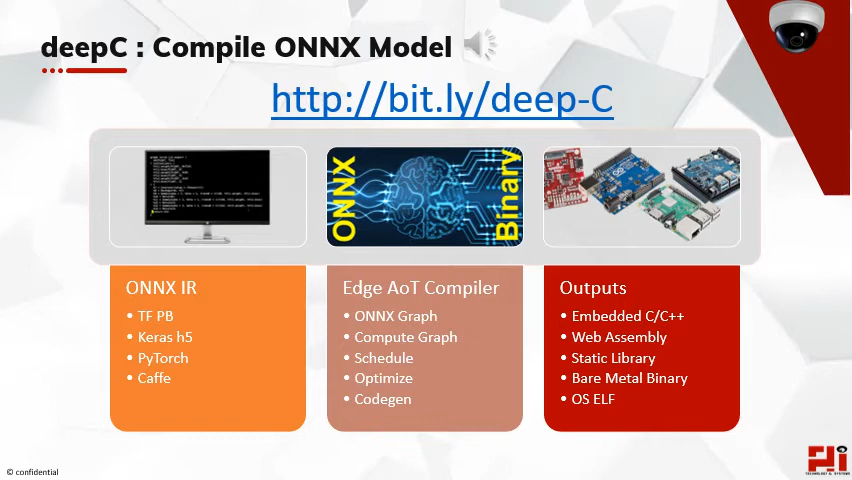 deepC : Compile ONNX Model
http://bit.ly/deep-C
ONNX
Binary
ONNX IR
• TF PB
• Keras h5
• PyTorch
• Caffe
Edge AoT Compiler
• ONNX Graph
• Compute Graph
• Schedule
• Optimize
• Codegen
Outputs
• Embedded C/C++
• Web Assembly
• Static Library
• Bare Metal Binary
• OS ELF
© confidential